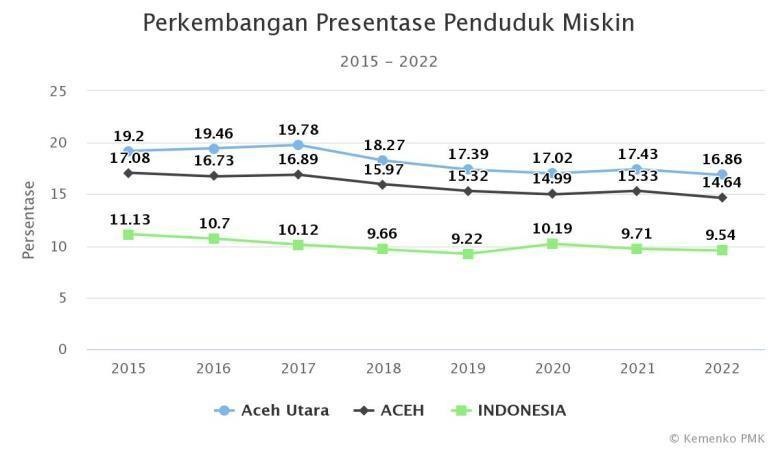 Perkembangan Presentase Penduduk Miskin
2015 - 2022
Persentase
25
20
15
10
5
0
19.2 19.46 19.78 18.27 17.39 17.02 17.43 16.86
17.08 16.73 16.89 15.97 15.32 14.99 15.33 14.64
11.13 10.7 10.12 9.66 9.22 10.19 9.71 9.54
2015 2016 2017 2018 2019 2020 2021 2022
Aceh Utara ACEH INDONESIA
© Kemenko PMK